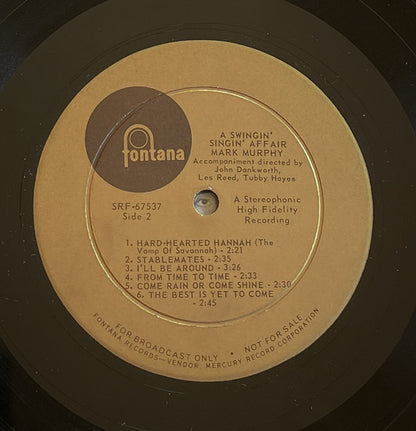 fontana
A SWINGIN'
SINGIN' AFFAIR
MARK MURPHY
Accompaniment directed by
John Dankworth,
Les Reed, Tubby Hayes
SRF-67537
Side 2
A Stereophonic
High Fidelity
Recording
1. HARD-HEARTED HANNAH (The
Vamp Of Savannah) - 2:21
2. STABLEMATES - 2:35
3. I'LL BE AROUND - 3:26
4. FROM TIME TO TIME - 2:33
5. COME RAIN OR COME SHINE - 2:30
6. THE BEST IS YET TO COME
- 2:45
FOR BROADCAST ONLY • NOT FOR SALE
FONTANA RECORDS—VENDOR: MERCURY RECORD CORPORATION